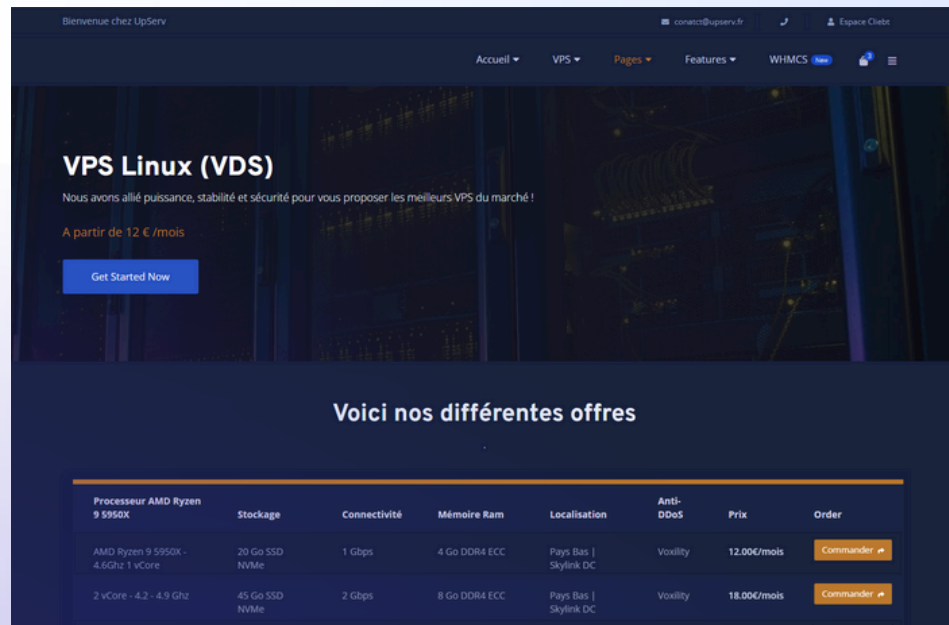 Bienvenue chez UpServ
conatct@upserv.fr
Espace Cliebt
Accueil
VPS
Pages
Features
WHMCS New
3
VPS Linux (VDS)
Nous avons allié puissance, stabilité et sécurité pour vous proposer les meilleurs VPS du marché !
A partir de 12 € /mois
Get Started Now
Voici nos différentes offres
.
Processeur AMD Ryzen 9 5950X Stockage Connectivité Mémoire Ram Localisation Anti-DDoS Prix Order
AMD Ryzen 9 5950X - 4.6Ghz 1 vCore 20 Go SSD NVMe 1 Gbps 4 Go DDR4 ECC Pays Bas | Skylink DC Voxility 12.00€/mois Commander
2 vCore - 4.2 - 4.9 Ghz 45 Go SSD NVMe 2 Gbps 8 Go DDR4 ECC Pays Bas | Skylink DC Voxility 18.00€/mois Commander